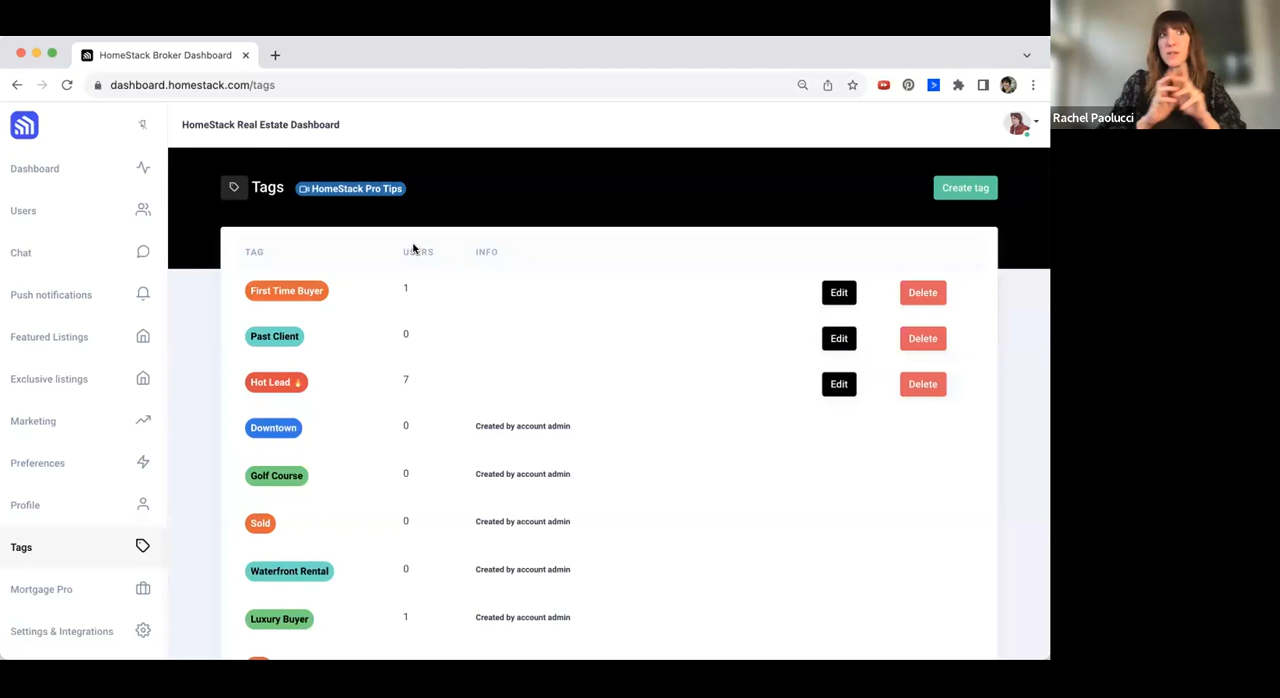 HomeStack Broker Dashboard
dashboard.homestack.com/tags
Rachel Paolucci
HomeStack Real Estate Dashboard
Dashboard
Users
Chat
Push notifications
Featured Listings
Exclusive listings
Marketing
Preferences
Profile
Tags
Mortgage Pro
Settings & Integrations
Tags HomeStack Pro Tips Create tag
TAG USERS INFO
First Time Buyer 1 Edit Delete
Past Client 0 Edit Delete
Hot Lead 🔥 7 Edit Delete
Downtown 0 Created by account admin
Golf Course 0 Created by account admin
Sold 0 Created by account admin
Waterfront Rental 0 Created by account admin
Luxury Buyer 1 Created by account admin